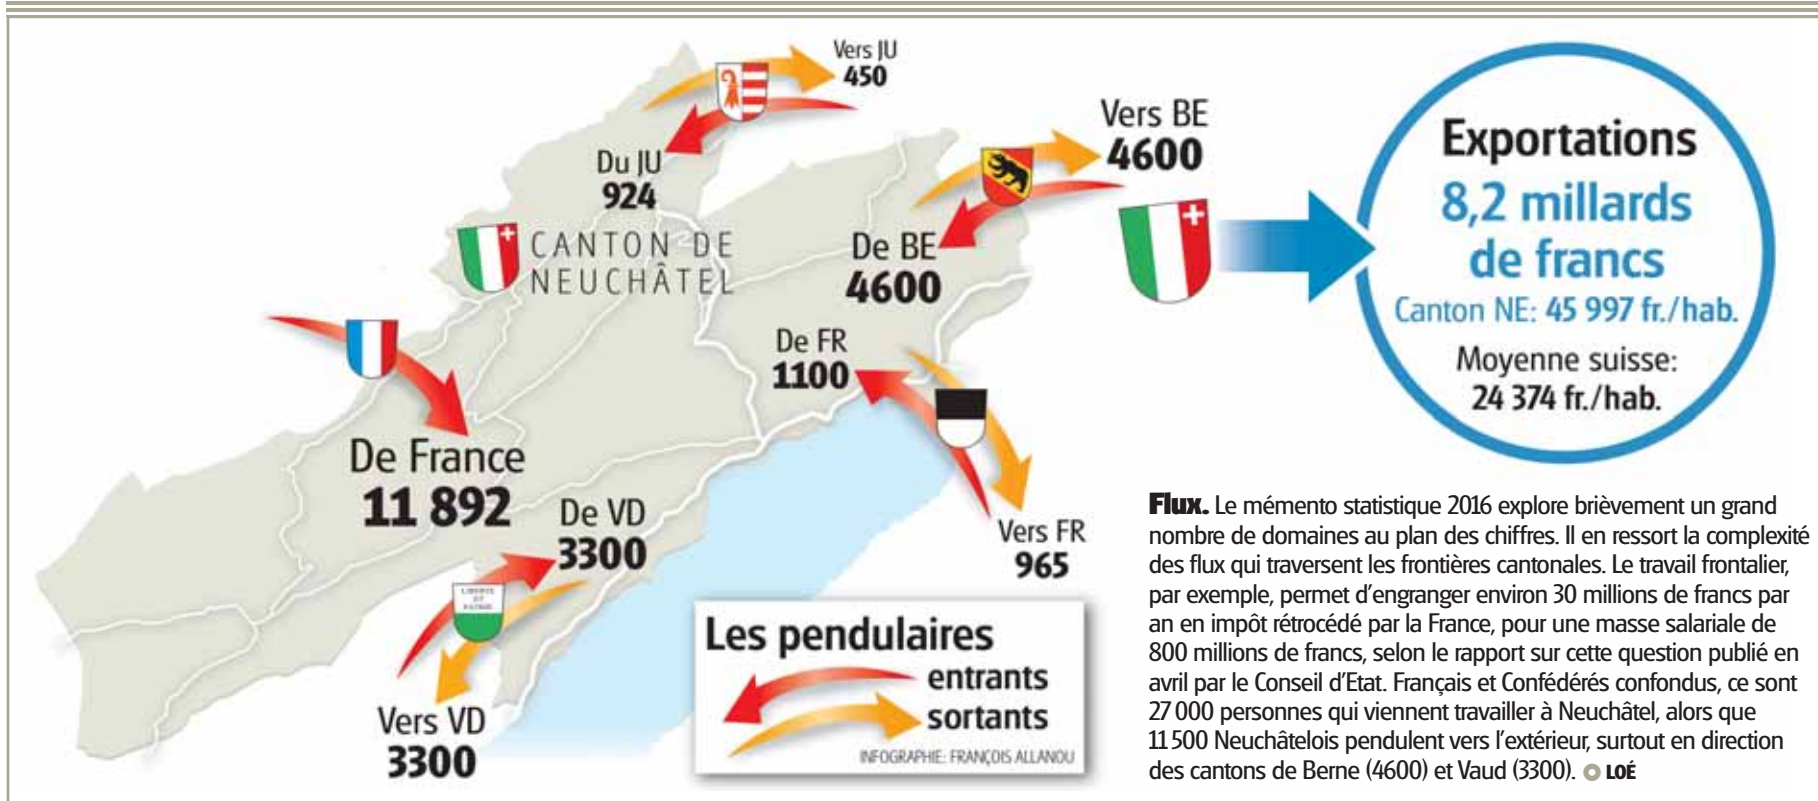 Vers JU
450
Du JU
924
Vers BE
4600
De BE
4600
CANTON DE
NEUCHÂTEL
De FR
1100
De France
11 892
De VD
3300
Vers FR
965
LIBERTÉ
ET
PATRIE
Vers VD
3300
Les pendulaires
entrants
sortants
INFOGRAPHIE: FRANÇOIS ALLANOU
Exportations
8,2 millards
de francs
Canton NE: 45 997 fr./hab.
Moyenne suisse:
24 374 fr./hab.
Flux. Le mémento statistique 2016 explore brièvement un grand
nombre de domaines au plan des chiffres. Il en ressort la complexité
des flux qui traversent les frontières cantonales. Le travail frontalier,
par exemple, permet d'engranger environ 30 millions de francs par
an en impôt rétrocédé par la France, pour une masse salariale de
800 millions de francs, selon le rapport sur cette question publié en
avril par le Conseil d'Etat. Français et Confédérés confondus, ce sont
27 000 personnes qui viennent travailler à Neuchâtel, alors que
11 500 Neuchâtelois pendulent vers l'extérieur, surtout en direction
des cantons de Berne (4600) et Vaud (3300). LOÉ